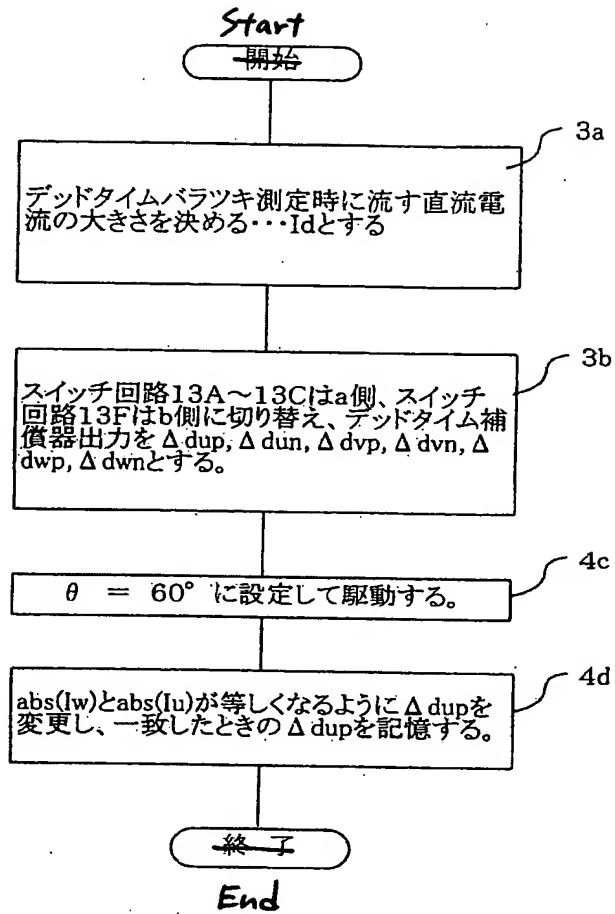 Start
開始
3a
デッドタイムバラツキ測定時に流す直流電
流の大きさを決める・・・Idとする
3b
スイッチ回路13A～13Cはa側、スイッチ
回路13Fはb側に切り替え、デッドタイム補
償器出力をΔdup,Δdun,Δdvp,Δdvn,Δ
dwp,Δdwnとする。
4c
θ = 60° に設定して駆動する。
4d
abs(Iw)とabs(Iu)が等しくなるようにΔdupを
変更し、一致したときのΔdupを記憶する。
終了
End